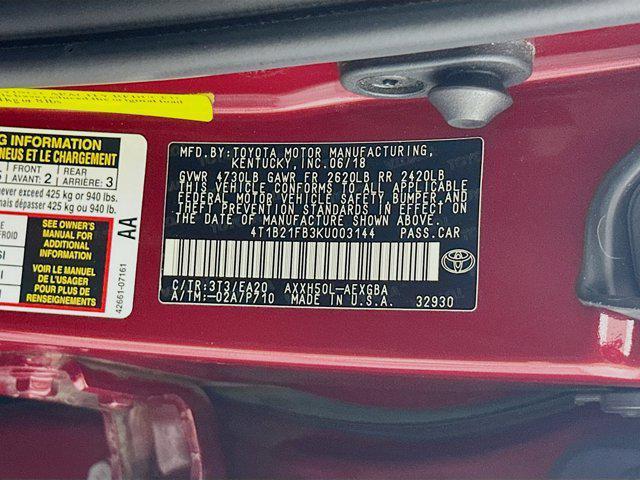 MFD. BY: TOYOTA MOTOR MANUFACTURING,
KENTUCKY, INC. 06/18
GVWR 4730LB GAWR FR 2620LB RR 2420LB
THIS VEHICLE CONFORMS TO ALL APPLICABLE
FEDERAL MOTOR VEHICLE SAFETY BUMPER, AND
THEFT PREVENTION STANDARDS IN EFFECT ON
THE DATE OF MANUFACTURE SHOWN ABOVE.
4T1B21FB3KU003144 PASS.CAR
C/TR: 3T3/EA20 AXXH50L-AEXGBA
A/TM: -02A/P710 MADE IN U.S.A. 32930
TOYOTA
NG INFORMATION
NEUS ET LE CHARGEMENT
AVANT: 2 ARRIÈRE: 3
never exceed 425 kg or 940 lbs.
mais dépasser 425 kg ou 940 lb.
SEE OWNER'S
MANUAL FOR
ADDITIONAL
INFORMATION
VOIR LE MANUEL
DE L'USAGER
POUR PLUS DE
RENSEIGNEMENTS
AA
42661-07161